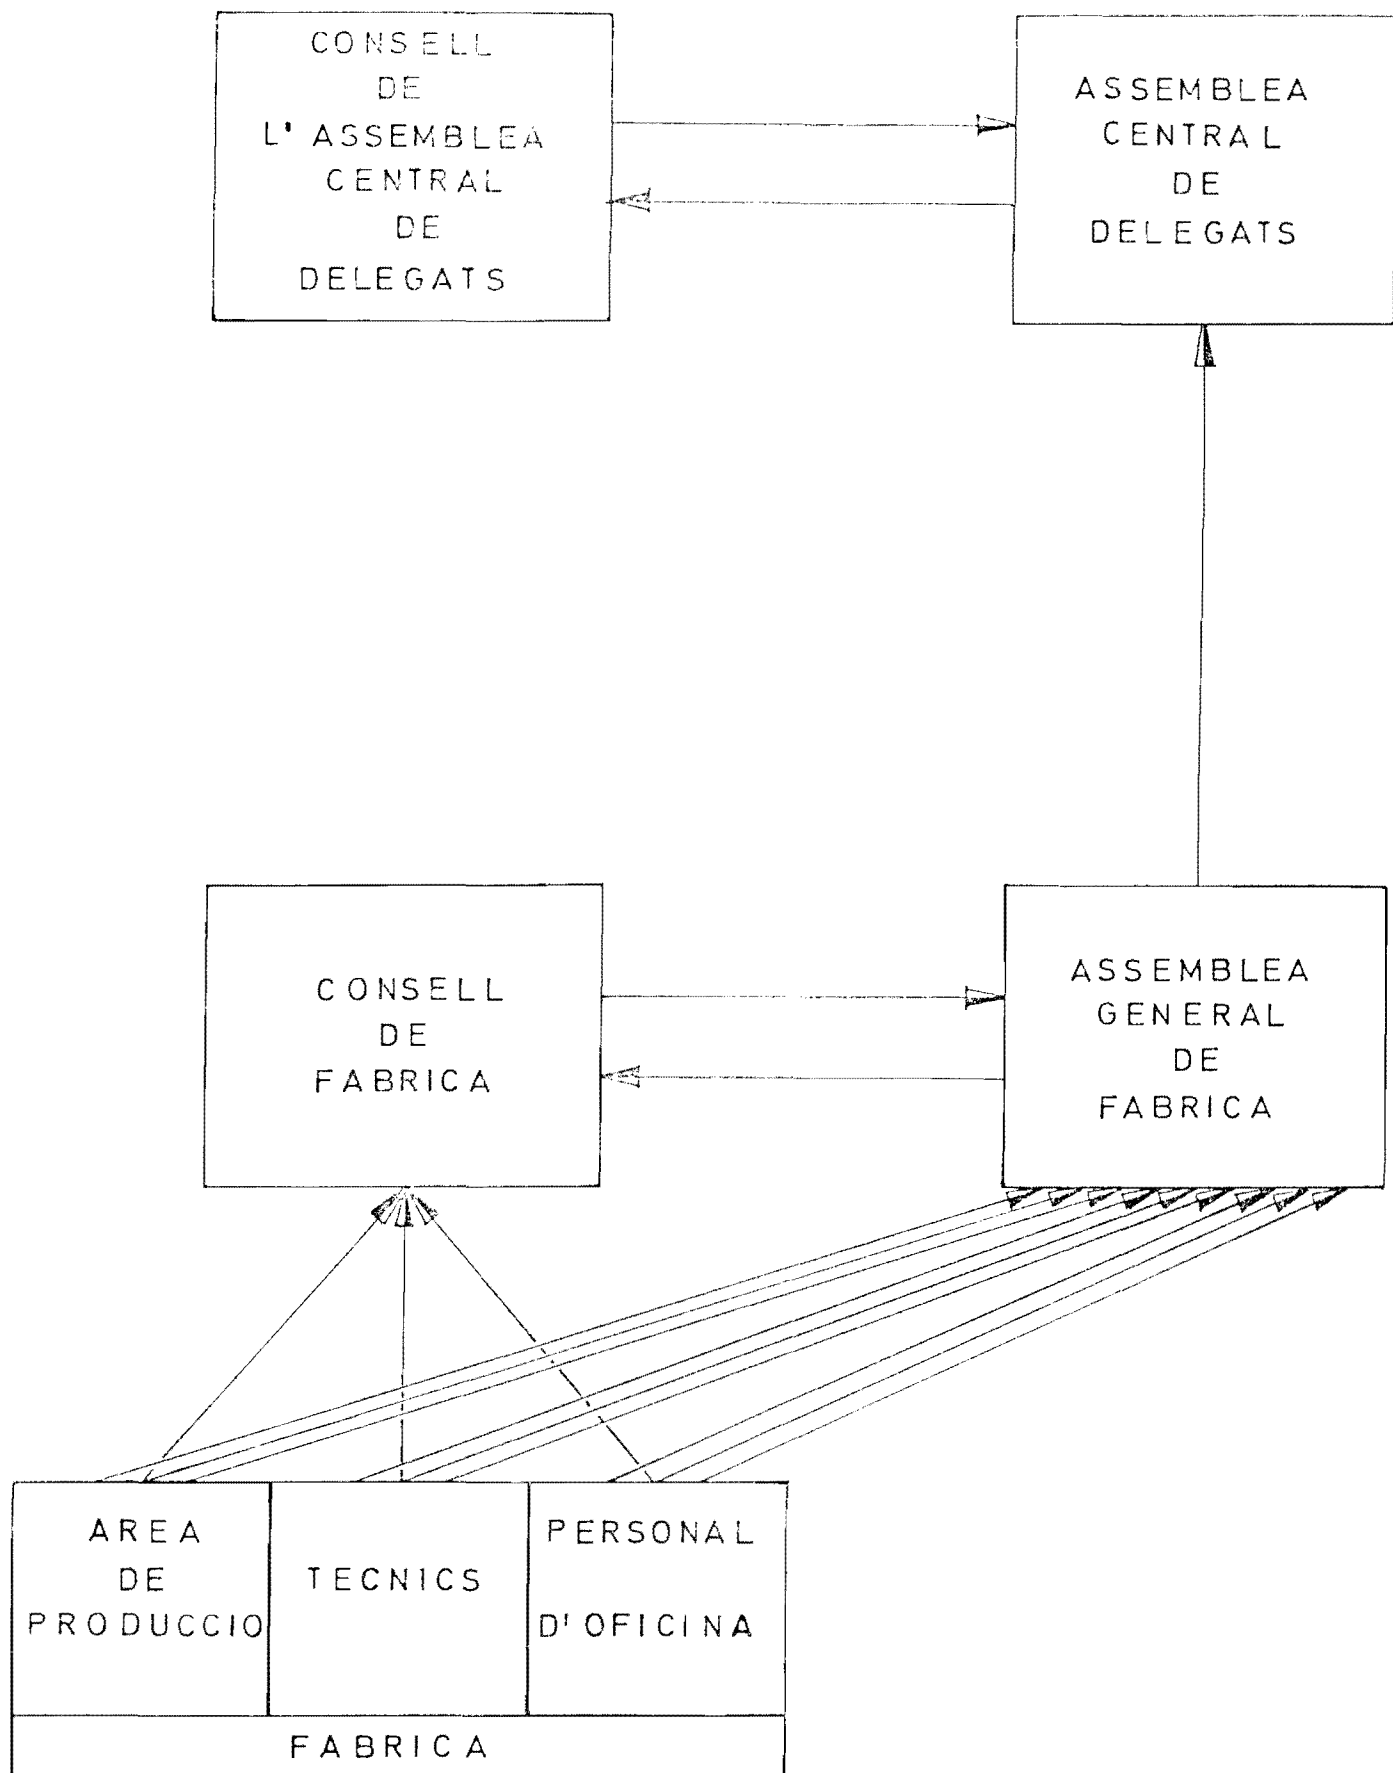 CONSELL
DE
L'ASSEMBLEA
CENTRAL
DE
DELEGATS
ASSEMBLEA
CENTRAL
DE
DELEGATS
CONSELL
DE
FABRICA
ASSEMBLEA
GENERAL
DE
FABRICA
AREA
DE
PRODUCCIO
TECNICS
PERSONAL
D'OFICINA
FABRICA